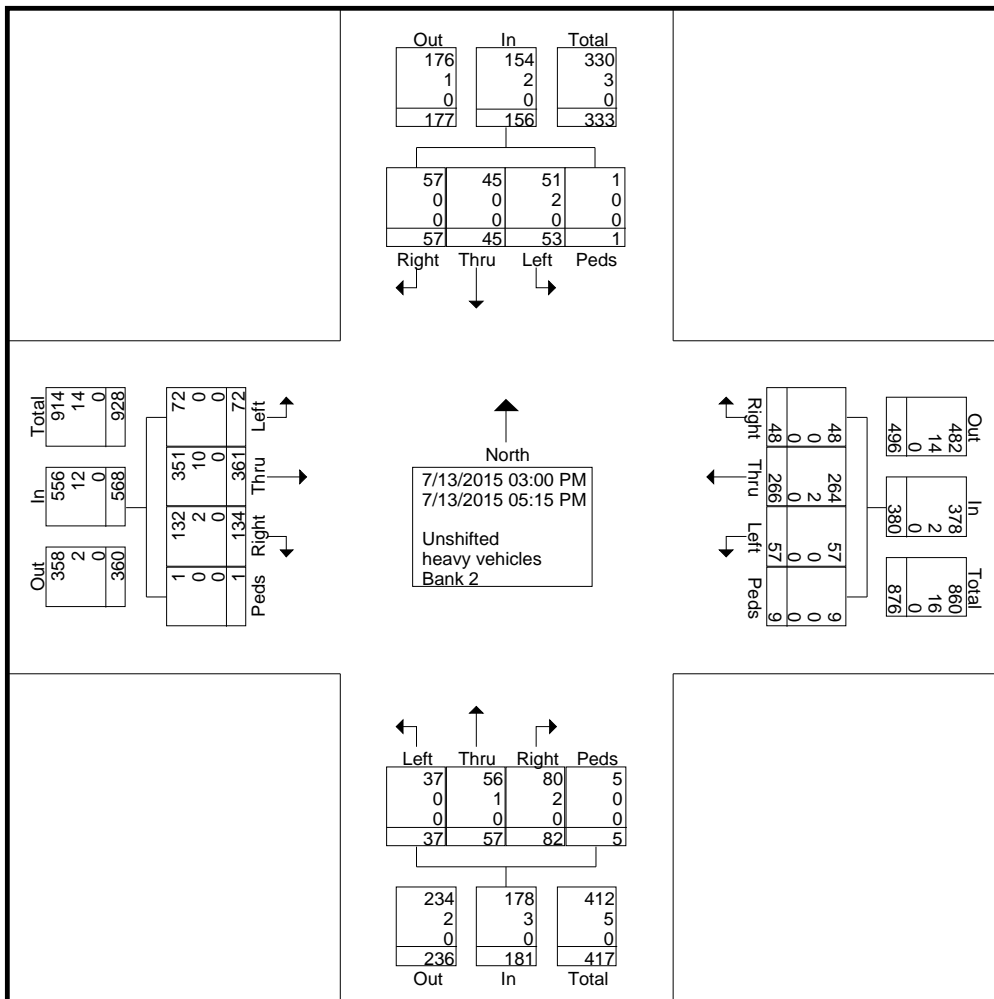 Out In Total
176 154 330
1 2 3
0 0 0
177 156 333
57 45 51 1
0 0 2 0
0 0 0 0
57 45 53 1
Right Thru Left Peds
Total
914
14
0
928
In
556
12
0
568
Out
358
2
0
360
72
0
0
72
Left
351
10
0
361
Thru
132
2
0
134
Right
1
0
0
1
Peds
North
7/13/2015 03:00 PM
7/13/2015 05:15 PM
Unshifted
heavy vehicles
Bank 2
Right
48
0
0
48
Thru
264
2
0
266
Left
57
0
0
57
Peds
9
0
0
9
Out
482
14
0
496
In
378
2
0
380
Total
860
16
0
876
Left Thru Right Peds
37 56 80 5
0 1 2 0
0 0 0 0
37 57 82 5
234 178 412
2 3 5
0 0 0
236 181 417
Out In Total